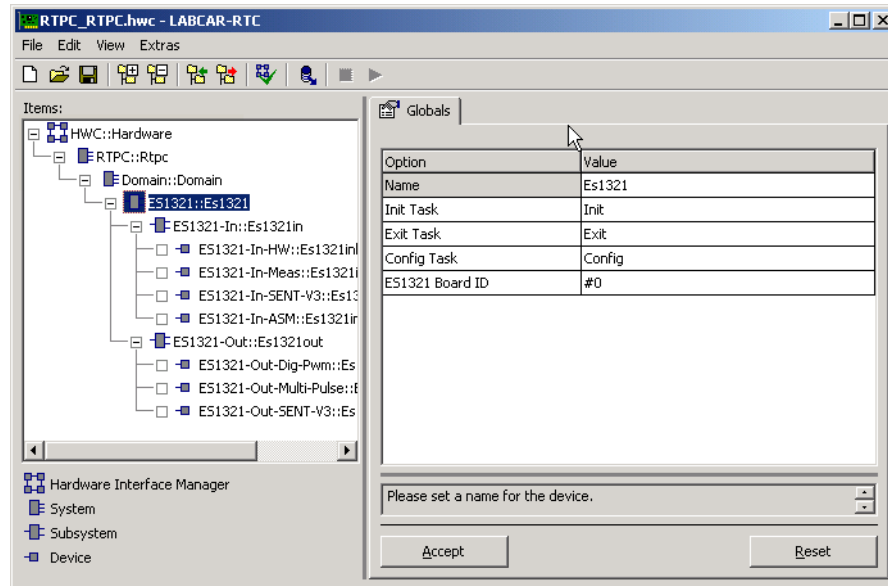 RTPC_RTPC.hwc - LABCAR-RTC
File Edit View Extras
Items:
HWC::Hardware
RTPC::Rtpc
Domain::Domain
ES1321::Es1321
ES1321-In::Es1321in
ES1321-In-HW::Es1321in
ES1321-In-Meas::Es1321i
ES1321-In-SENT-V3::Es13
ES1321-In-ASM::Es1321ir
ES1321-Out::Es1321out
ES1321-Out-Dig-Pwm::Es
ES1321-Out-Multi-Pulse::E
ES1321-Out-SENT-V3::Es
Hardware Interface Manager
System
Subsystem
Device
Globals
Option Value
Name Es1321
Init Task Init
Exit Task Exit
Config Task Config
ES1321 Board ID #0
Please set a name for the device.
Accept Reset